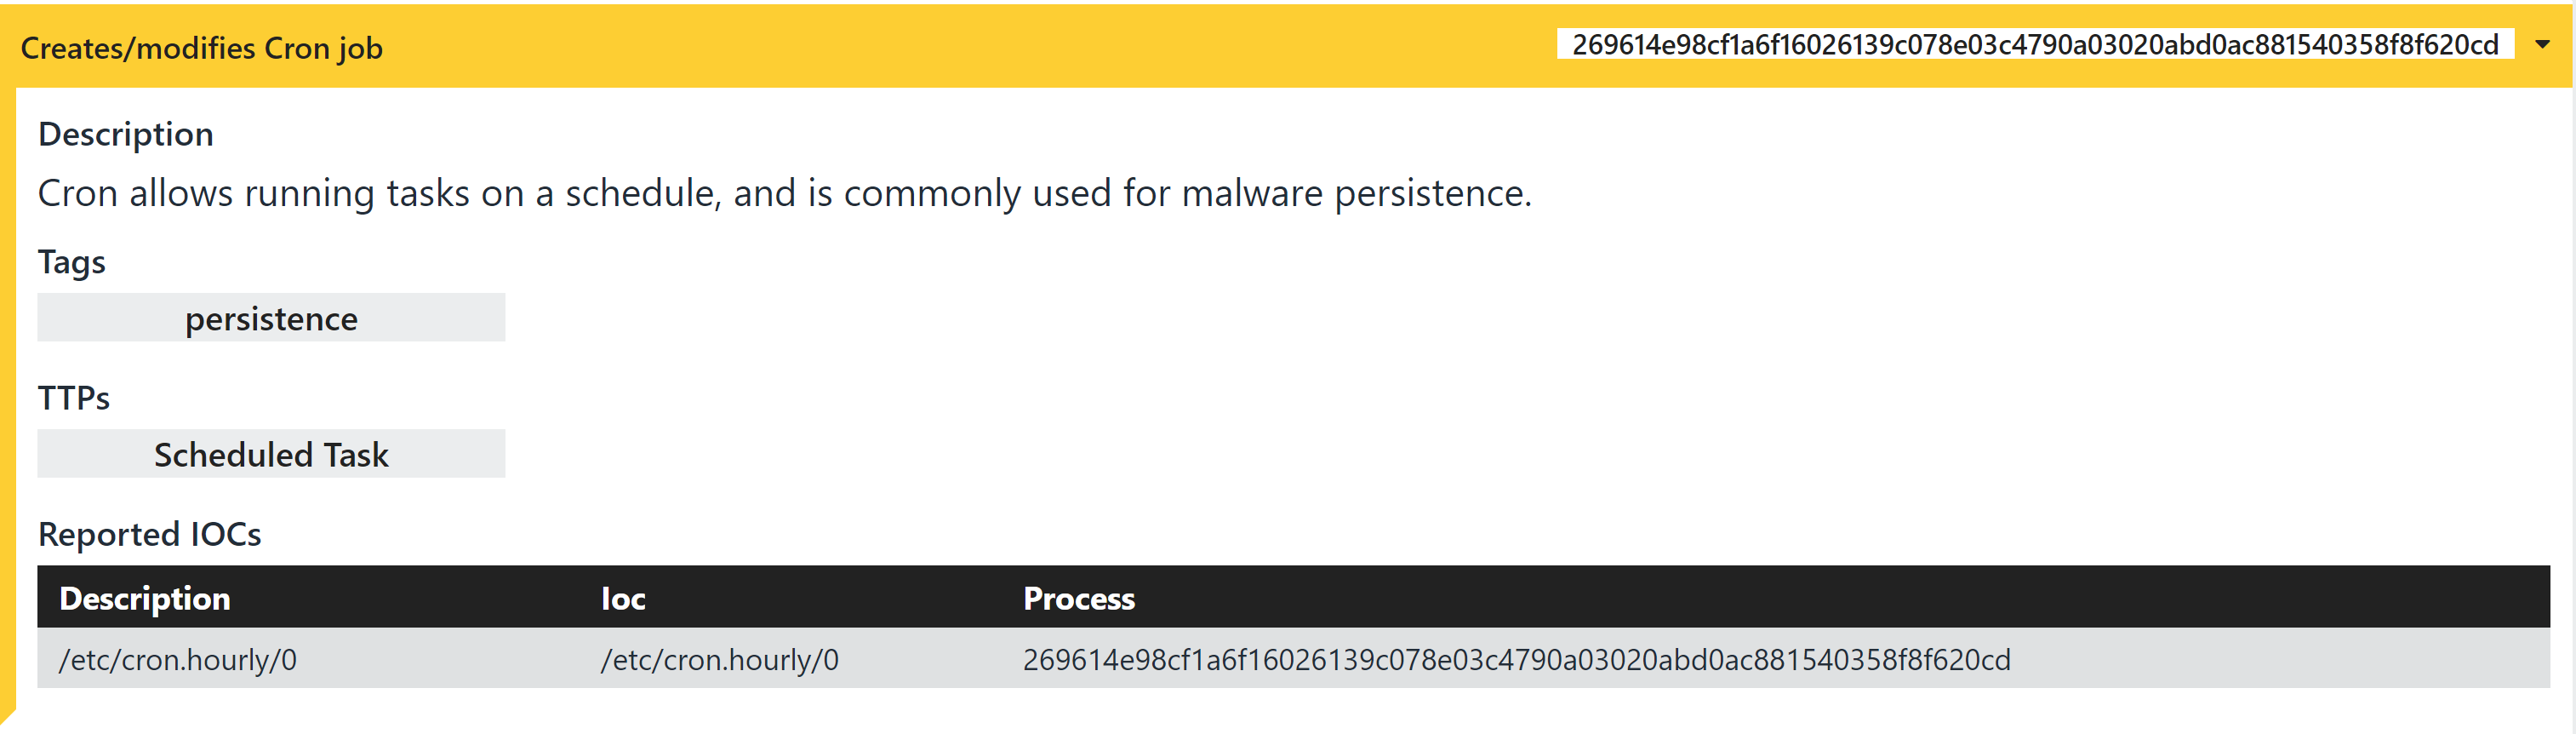 Creates/modifies Cron job 269614e98cf1a6f16026139c078e03c4790a03020abd0ac881540358f8f620cd
Description
Cron allows running tasks on a schedule, and is commonly used for malware persistence.
Tags
persistence
TTPs
Scheduled Task
Reported IOCs
Description Ioc Process
/etc/cron.hourly/0 /etc/cron.hourly/0 269614e98cf1a6f16026139c078e03c4790a03020abd0ac881540358f8f620cd